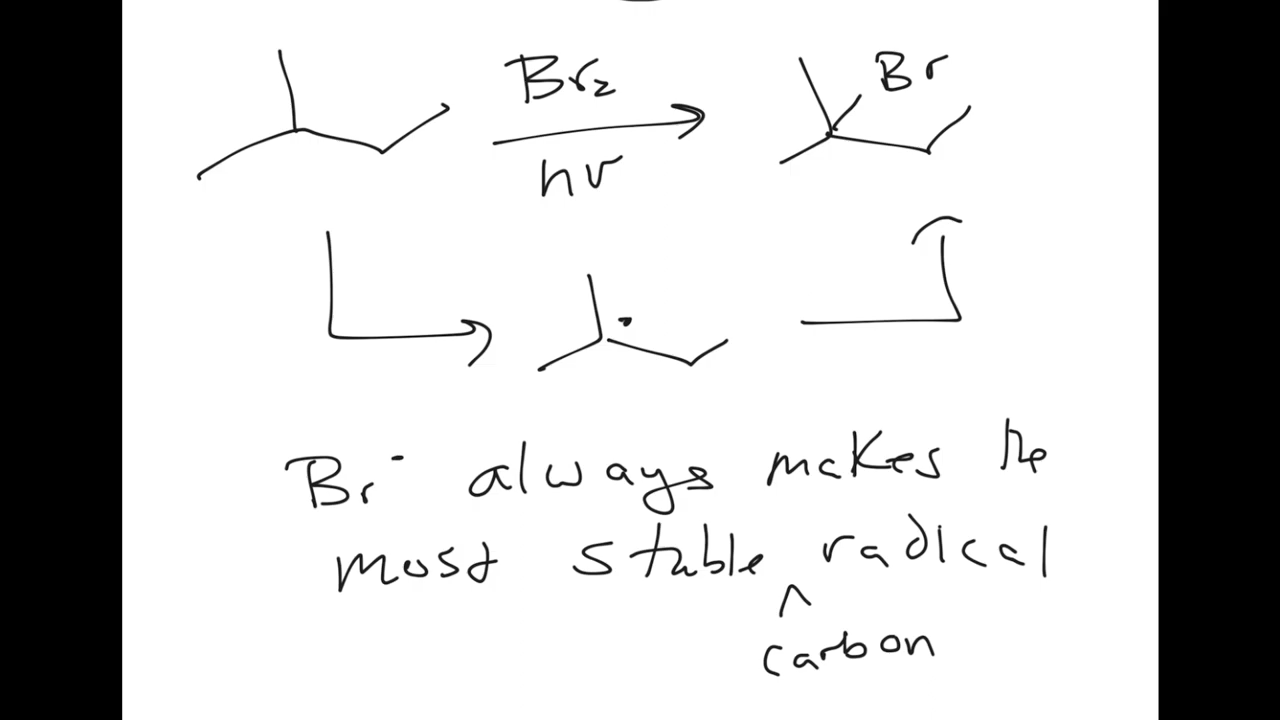 Br₂
hν
Br
Br· always makes the
most stable radical
^
carbon